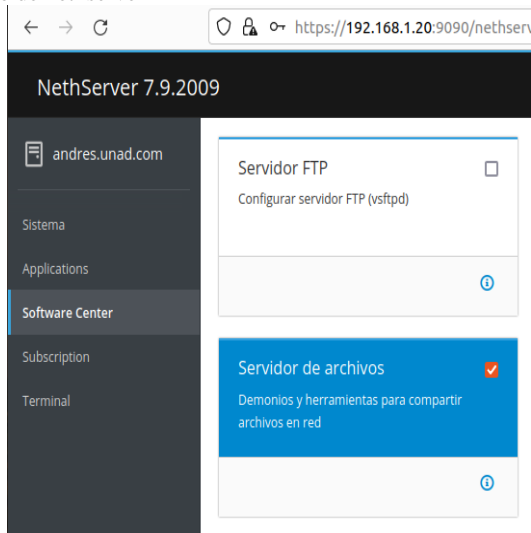 https://192.168.1.20:9090/nethserv
NethServer 7.9.2009
andres.unad.com
Sistema
Applications
Software Center
Subscription
Terminal
Servidor FTP
Configurar servidor FTP (vsftpd)
Servidor de archivos
Demonios y herramientas para compartir
archivos en red